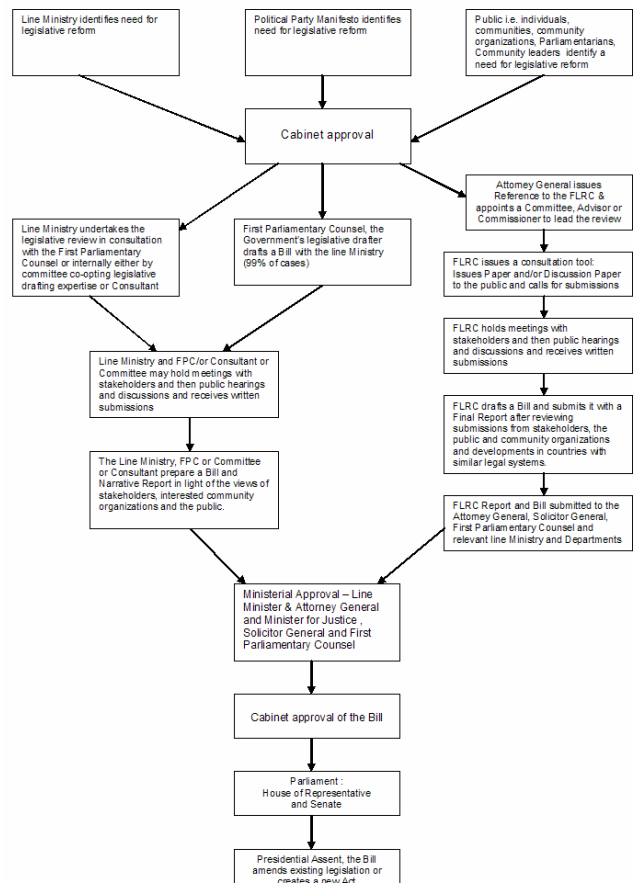 Line Ministry identifies need for
legislative reform
Political Party Manifesto identifies
need for legislative reform
Public i.e. individuals,
communities, community
organizations, Parliamentarians,
Community leaders identify a
need for legislative reform
Cabinet approval
Attorney General issues
Reference to the FLRC &
appoints a Committee, Advisor or
Commissioner to lead the review
Line Ministry undertakes the
legislative review in consultation
with the First Parliamentary
Counsel or internally either by
committee co-opting legislative
drafting expertise or Consultant
First Parliamentary Counsel, the
Government's legislative drafter
drafts a Bill with the line Ministry
(99% of cases)
FLRC issues a consultation tool:
Issues Paper and/or Discussion Paper
to the public and calls for submissions
FLRC holds meetings with
stakeholders and then public hearings
and discussions and receives written
submissions
Line Ministry and FPC/or Consultant or
Committee may hold meetings with
stakeholders and then public hearings
and discussions and receives written
submissions
FLRC drafts a Bill and submits it with a
Final Report after reviewing
submissions from stakeholders, the
public and community organizations
and developments in countries with
similar legal systems.
The Line Ministry, FPC or Committee
or Consultant prepare a Bill and
Narrative Report in light of the views of
stakeholders, interested community
organizations and the public.
FLRC Report and Bill submitted to the
Attorney General, Solicitor General,
First Parliamentary Counsel and
relevant line Ministry and Departments
Ministerial Approval – Line
Minister & Attorney General
and Minister for Justice ,
Solicitor General and First
Parliamentary Counsel
Cabinet approval of the Bill
Parliament :
House of Representative
and Senate
Presidential Assent, the Bill
amends existing legislation or
creates a new Act